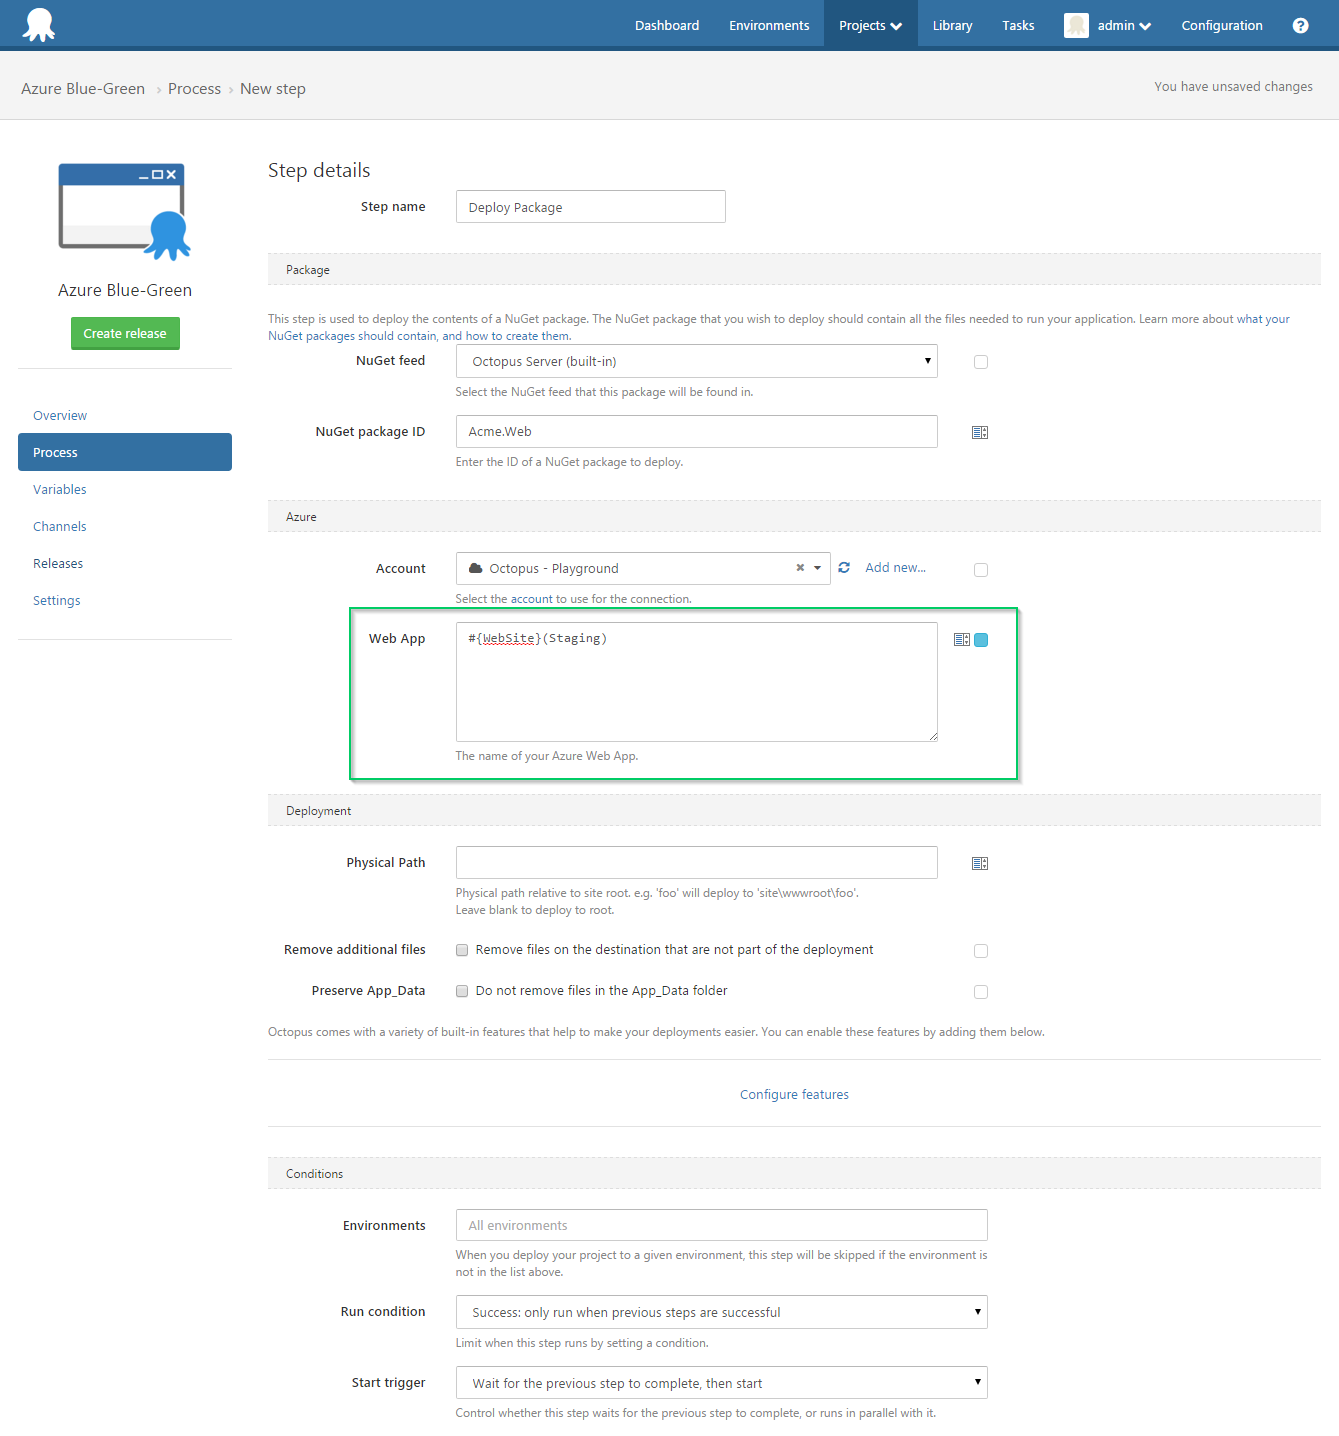 Dashboard Environments Projects Library Tasks admin Configuration ?
Azure Blue-Green › Process › New step
You have unsaved changes
Azure Blue-Green
Create release
Overview
Process
Variables
Channels
Releases
Settings
Step details
Step name Deploy Package
Package
This step is used to deploy the contents of a NuGet package. The NuGet package that you wish to deploy should contain all the files needed to run your application. Learn more about what your
NuGet packages should contain, and how to create them.
NuGet feed Octopus Server (built-in)
Select the NuGet feed that this package will be found in.
NuGet package ID Acme.Web
Enter the ID of a NuGet package to deploy.
Azure
Account Octopus - Playground Add new...
Select the account to use for the connection.
Web App #{WebSite}(Staging)
The name of your Azure Web App.
Deployment
Physical Path
Physical path relative to site root. e.g. 'foo' will deploy to 'site\wwwroot\foo'.
Leave blank to deploy to root.
Remove additional files Remove files on the destination that are not part of the deployment
Preserve App_Data Do not remove files in the App_Data folder
Octopus comes with a variety of built-in features that help to make your deployments easier. You can enable these features by adding them below.
Configure features
Conditions
Environments All environments
When you deploy your project to a given environment, this step will be skipped if the environment is
not in the list above.
Run condition Success: only run when previous steps are successful
Limit when this step runs by setting a condition.
Start trigger Wait for the previous step to complete, then start
Control whether this step waits for the previous step to complete, or runs in parallel with it.